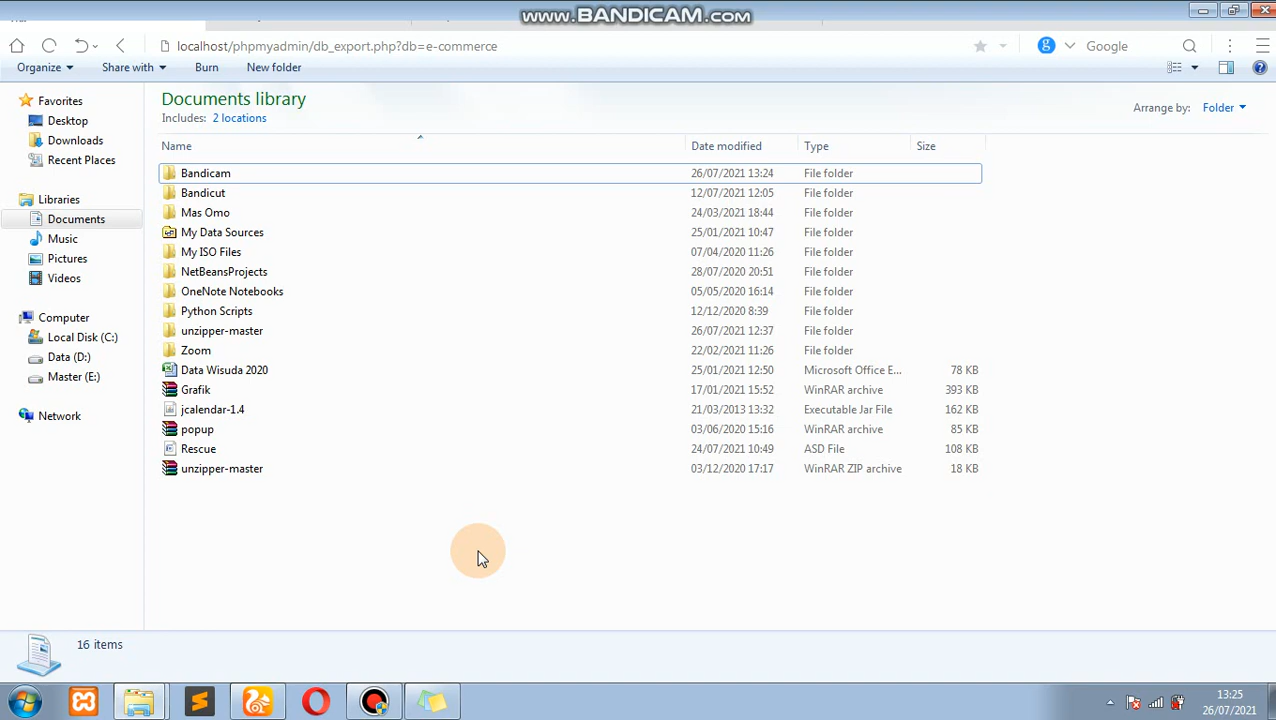 www.BANDICAM.com
localhost/phpmyadmin/db_export.php?db=e-commerce
Google
Organize Share with Burn New folder
Favorites
Desktop
Downloads
Recent Places
Libraries
Documents
Music
Pictures
Videos
Computer
Local Disk (C:)
Data (D:)
Master (E:)
Network
Documents library
Includes: 2 locations
Arrange by: Folder
Name Date modified Type Size
Bandicam 26/07/2021 13:24 File folder
Bandicut 12/07/2021 12:05 File folder
Mas Omo 24/03/2021 18:44 File folder
My Data Sources 25/01/2021 10:47 File folder
My ISO Files 07/04/2020 11:26 File folder
NetBeansProjects 28/07/2020 20:51 File folder
OneNote Notebooks 05/05/2020 16:14 File folder
Python Scripts 12/12/2020 8:39 File folder
unzipper-master 26/07/2021 12:37 File folder
Zoom 22/02/2021 11:26 File folder
Data Wisuda 2020 25/01/2021 12:50 Microsoft Office E... 78 KB
Grafik 17/01/2021 15:52 WinRAR archive 393 KB
jcalendar-1.4 21/03/2013 13:32 Executable Jar File 162 KB
popup 03/06/2020 15:16 WinRAR archive 85 KB
Rescue 24/07/2021 10:49 ASD File 108 KB
unzipper-master 03/12/2020 17:17 WinRAR ZIP archive 18 KB
16 items
13:25
26/07/2021